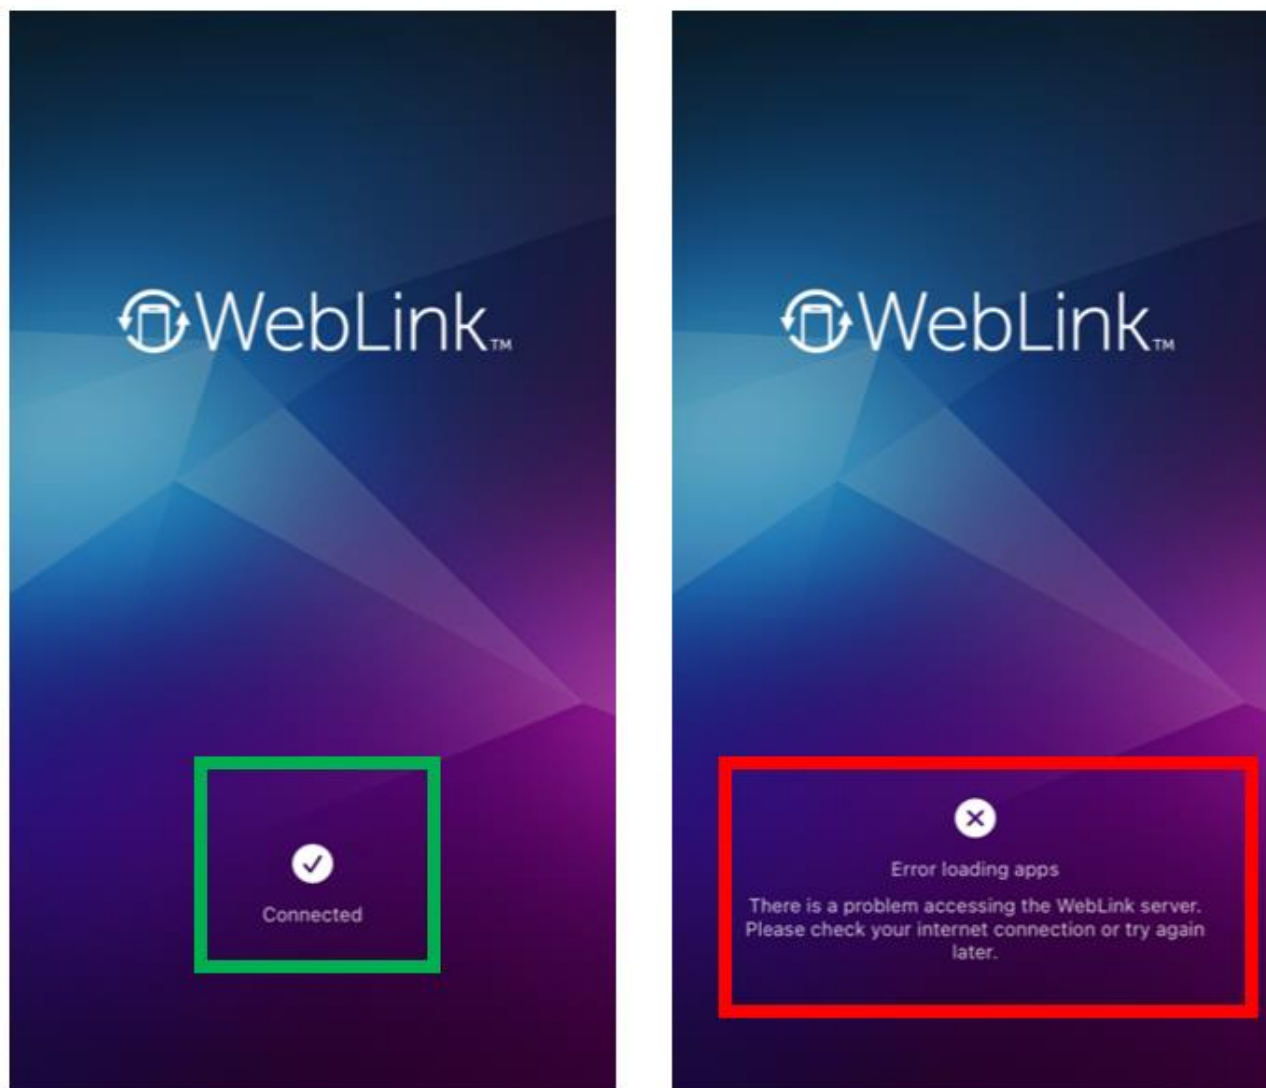 WebLink™
Connected
WebLink™
Error loading apps
There is a problem accessing the WebLink server.
Please check your internet connection or try again
later.